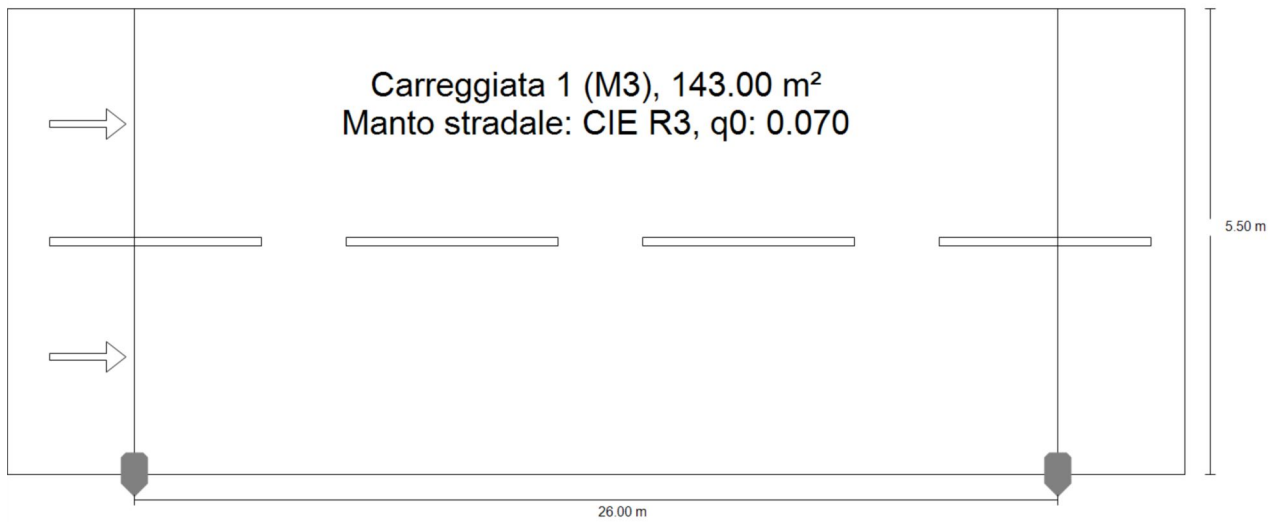 Carreggiata 1 (M3), 143.00 m²
Manto stradale: CIE R3, q0: 0.070
5.50 m
26.00 m